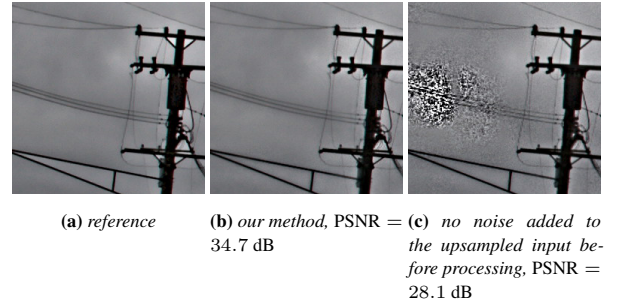 (a) reference
(b) our method, PSNR =
34.7 dB
(c) no noise added to
the upsampled input be-
fore processing, PSNR =
28.1 dB